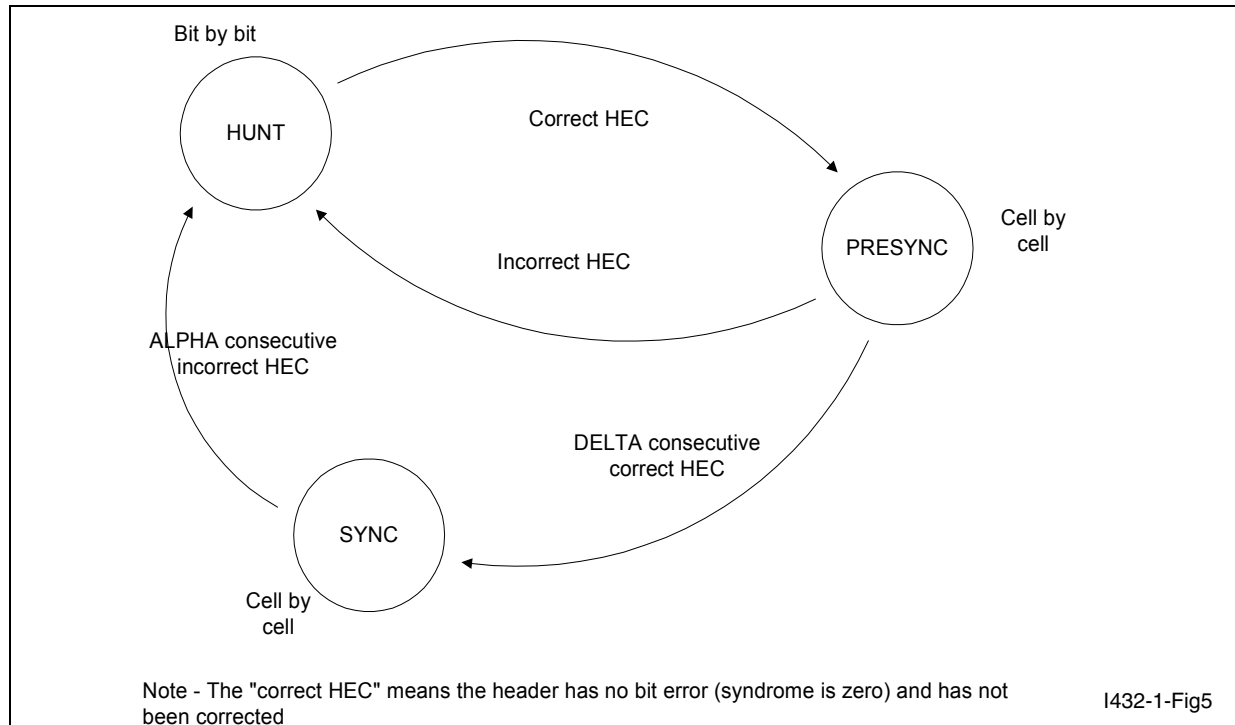 Bit by bit
HUNT
Correct HEC
Cell by
cell
PRESYNC
Incorrect HEC
ALPHA consecutive
incorrect HEC
DELTA consecutive
correct HEC
SYNC
Cell by
cell
Note - The "correct HEC" means the header has no bit error (syndrome is zero) and has not
been corrected
I432-1-Fig5